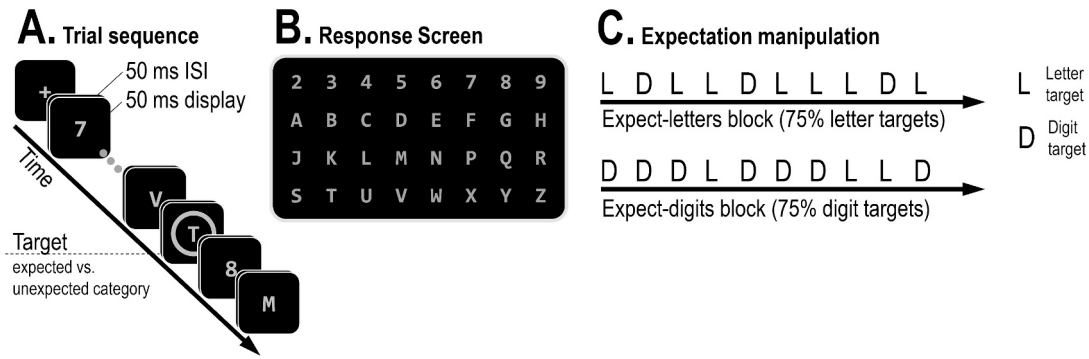 A. Trial sequence
+
50 ms ISI
7
50 ms display
Time
V
T
Target
expected vs.
unexpected category
8
M
B. Response Screen
2 3 4 5 6 7 8 9
A B C D E F G H
J K L M N P Q R
S T U V W X Y Z
C. Expectation manipulation
L D L L D L L L D L
Expect-letters block (75% letter targets)
D D D L D D D L L D
Expect-digits block (75% digit targets)
L Letter
target
D Digit
target